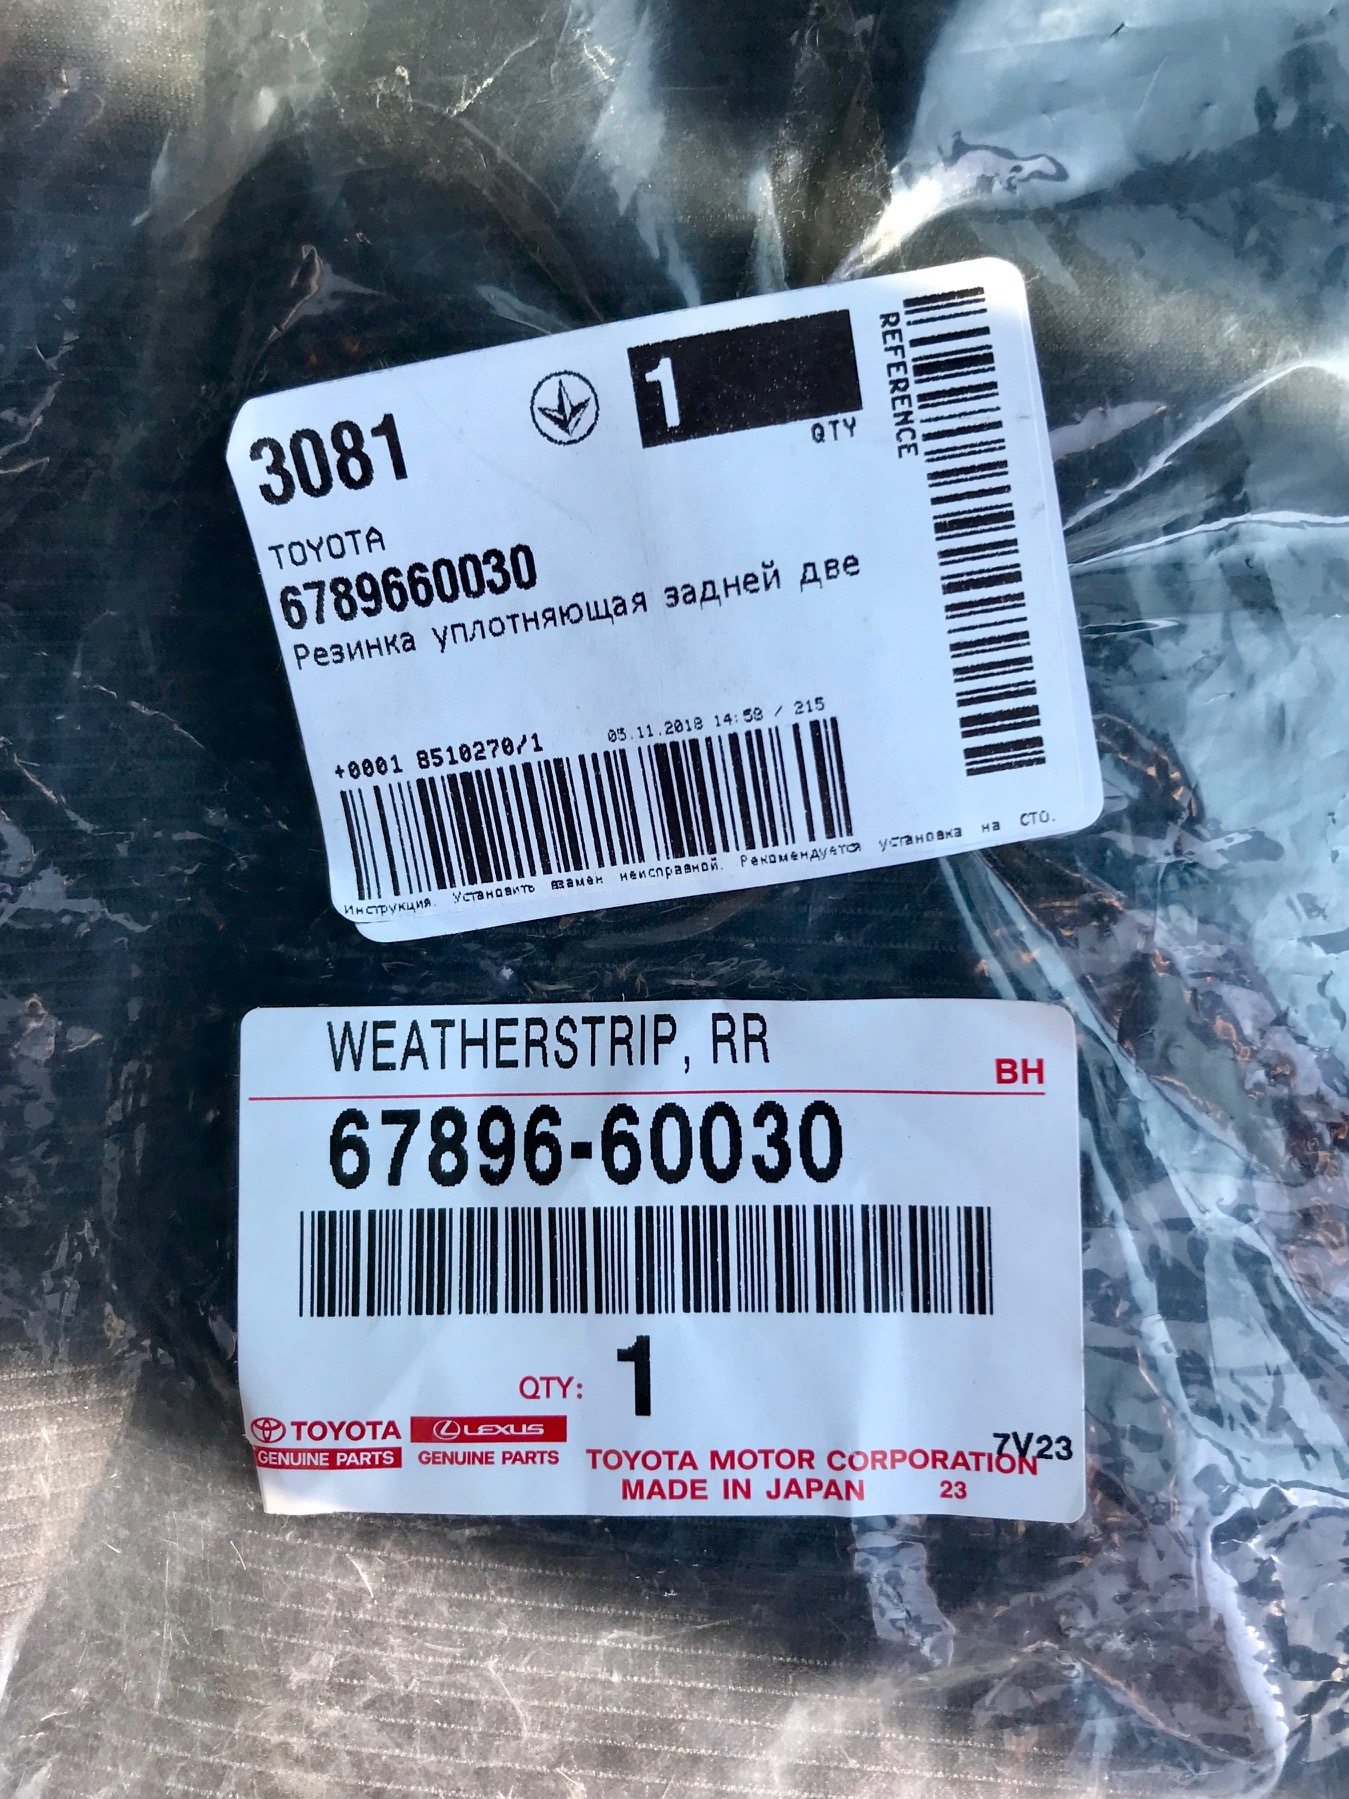 3081
1
QTY
REFERENCE
TOYOTA
6789660030
Резинка уплотняющая задней две
+0001 8510270/1
05.11.2018 14:58 / 215
Инструкция. Установить взамен неисправной. Рекомендуется установка на СТО.
WEATHERSTRIP, RR
BH
67896-60030
QTY: 1
TOYOTA
GENUINE PARTS
LEXUS
GENUINE PARTS
TOYOTA MOTOR CORPORATION
7V23
MADE IN JAPAN
23